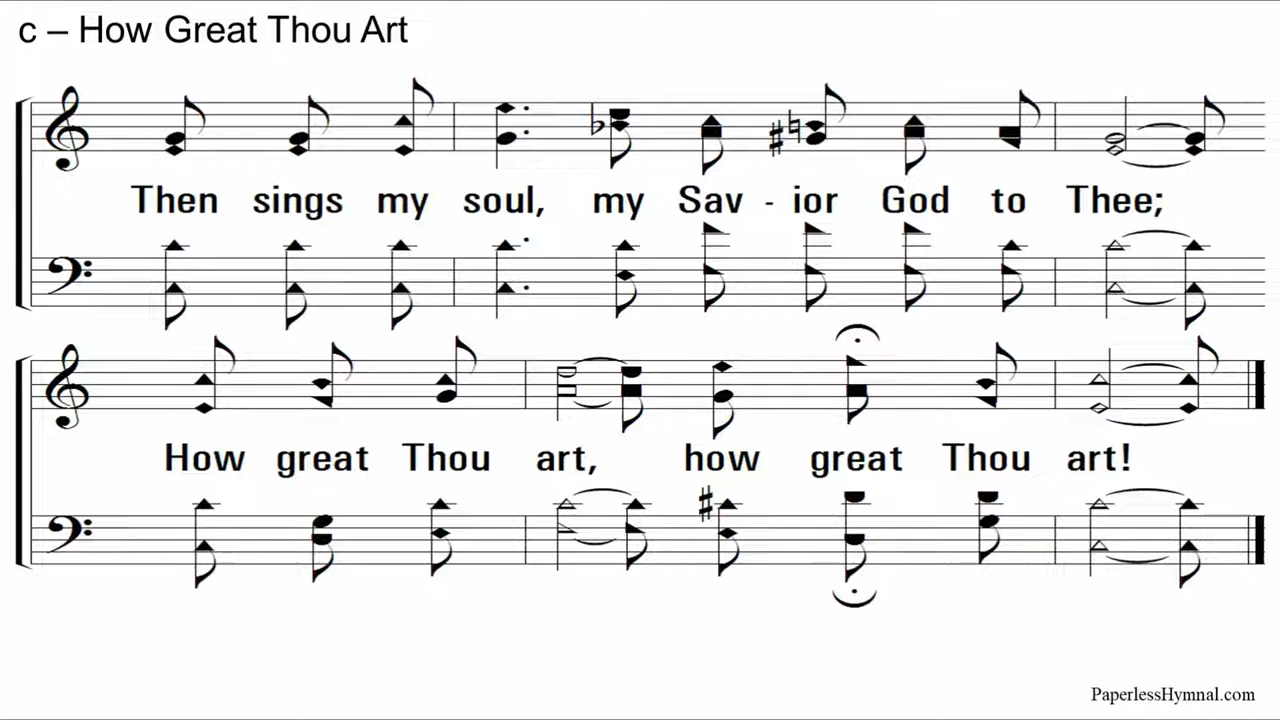 c – How Great Thou Art
Then sings my soul, my Sav - ior God to Thee;
How great Thou art, how great Thou art!
PaperlessHymnal.com